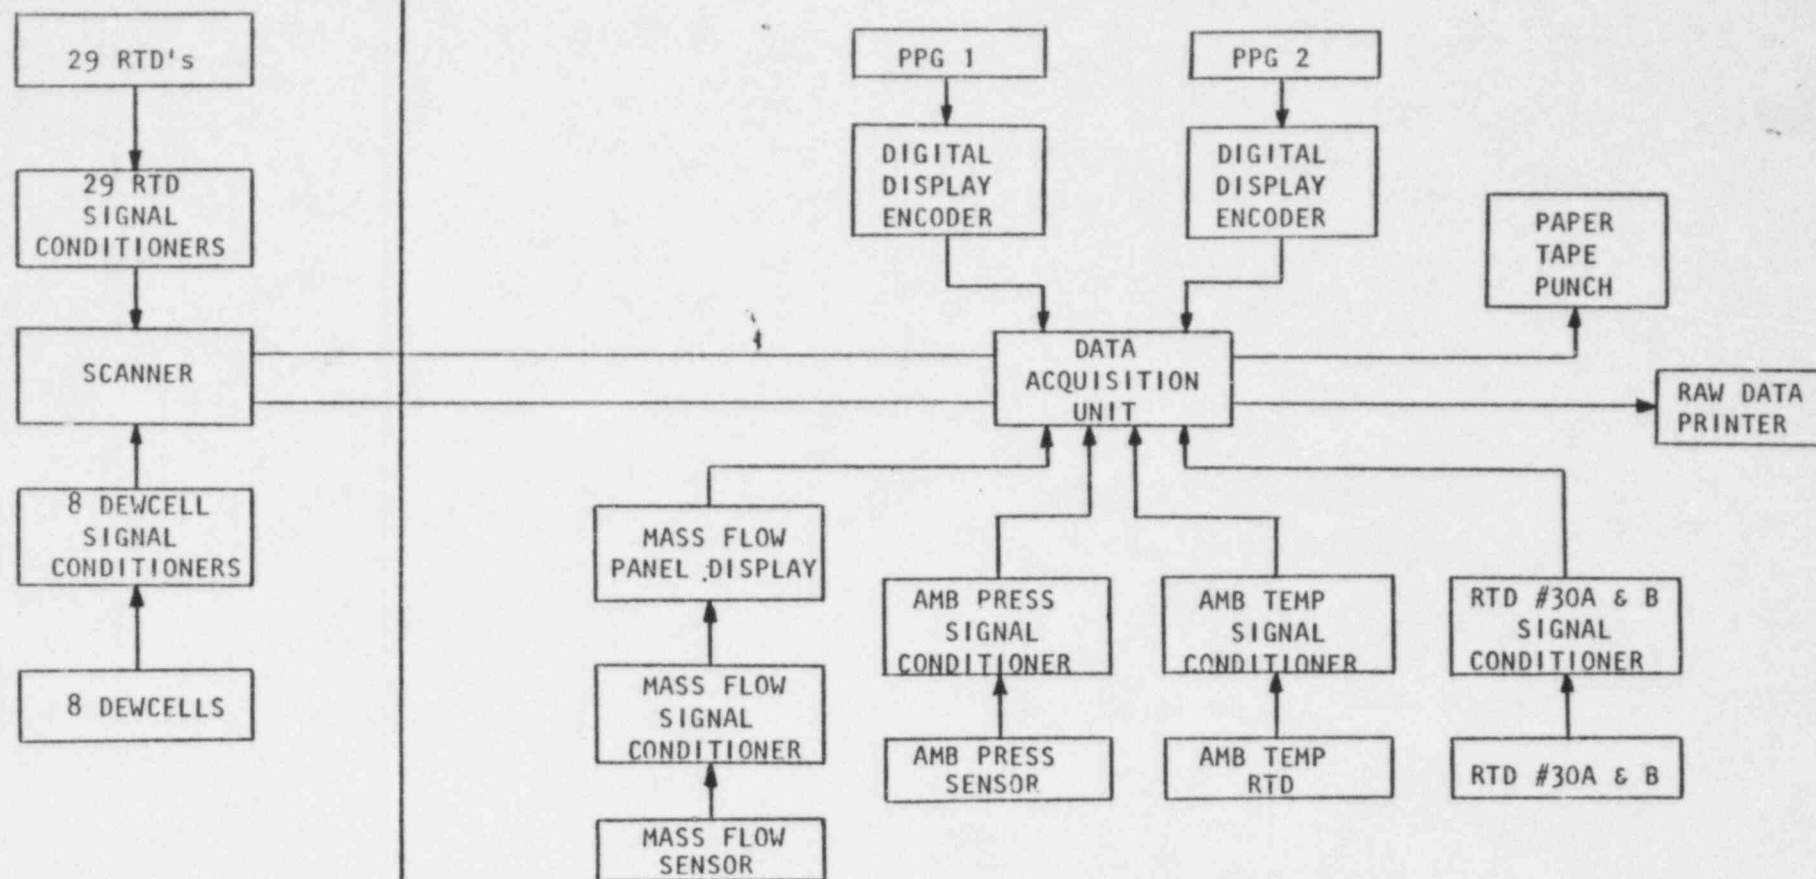 29 RTD's
29 RTD
SIGNAL
CONDITIONERS
SCANNER
8 DEWCELL
SIGNAL
CONDITIONERS
8 DEWCELLS
PPG 1
DIGITAL
DISPLAY
ENCODER
PPG 2
DIGITAL
DISPLAY
ENCODER
PAPER
TAPE
PUNCH
DATA
ACQUISITION
UNIT
RAW DATA
PRINTER
MASS FLOW
PANEL DISPLAY
MASS FLOW
SIGNAL
CONDITIONER
MASS FLOW
SENSOR
AMB PRESS
SIGNAL
CONDITIONER
AMB PRESS
SENSOR
AMB TEMP
SIGNAL
CONDITIONER
AMB TEMP
RTD
RTD #30A & B
SIGNAL
CONDITIONER
RTD #30A & B